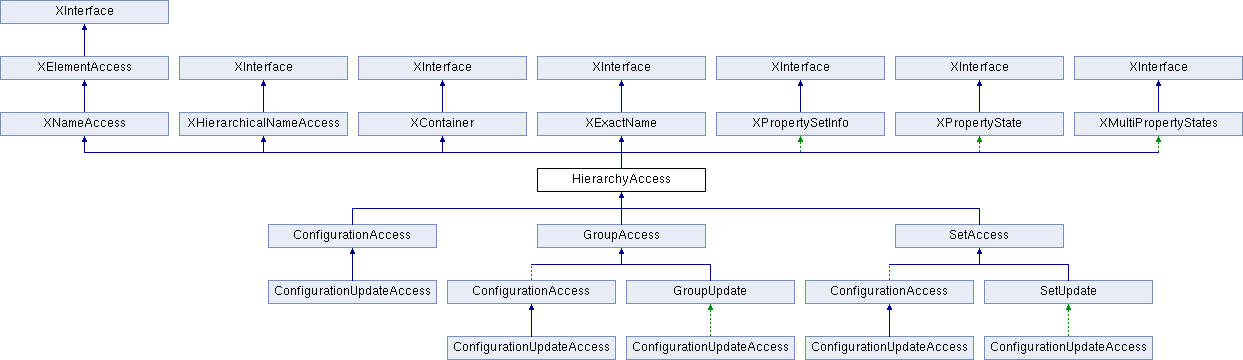 XInterface
XElementAccess
XInterface
XInterface
XInterface
XInterface
XInterface
XInterface
XNameAccess
XHierarchicalNameAccess
XContainer
XExactName
XPropertySetInfo
XPropertyState
XMultiPropertyStates
HierarchyAccess
ConfigurationAccess
GroupAccess
SetAccess
ConfigurationUpdateAccess
ConfigurationAccess
GroupUpdate
ConfigurationAccess
SetUpdate
ConfigurationUpdateAccess
ConfigurationUpdateAccess
ConfigurationUpdateAccess
ConfigurationUpdateAccess